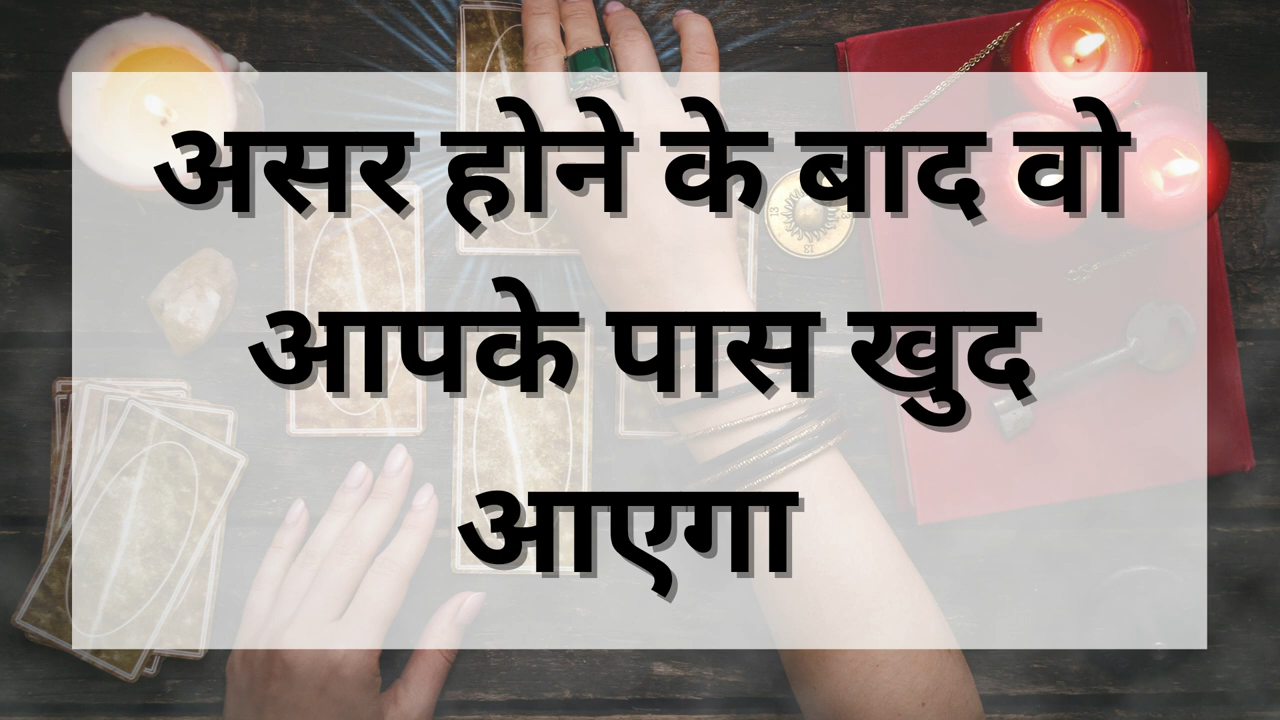 असर होने के बाद वो
आपके पास खुद
आएगा